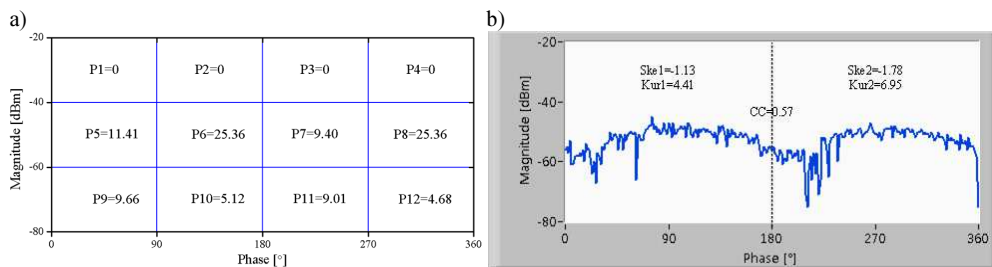 a)
-20
P1=0 P2=0 P3=0 P4=0
-40
P5=11.41 P6=25.36 P7=9.40 P8=25.36
-60
P9=9.66 P10=5.12 P11=9.01 P12=4.68
-80
0 90 180 270 360
Magnitude [dBm]
Phase [°]
b)
-20
Ske1=-1.13 Ske2=-1.78
Kur1=4.41 Kur2=6.95
-40
CC=0.57
-60
-80
0 90 180 270 360
Magnitude [dBm]
Phase [°]